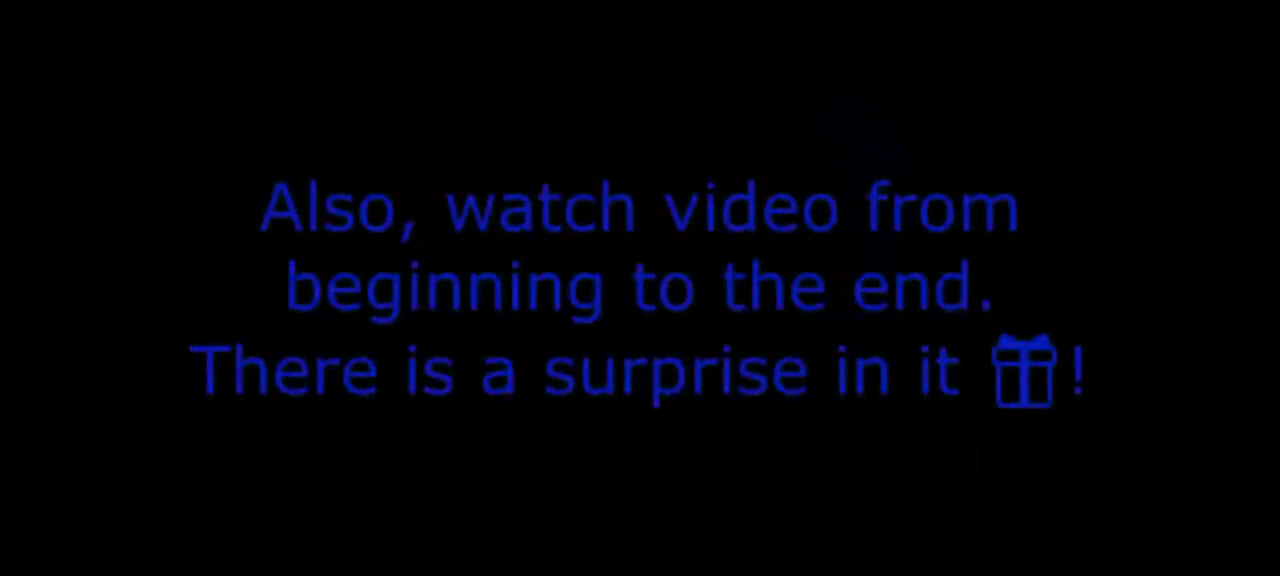 Also, watch video from
beginning to the end.
There is a surprise in it 🎁!